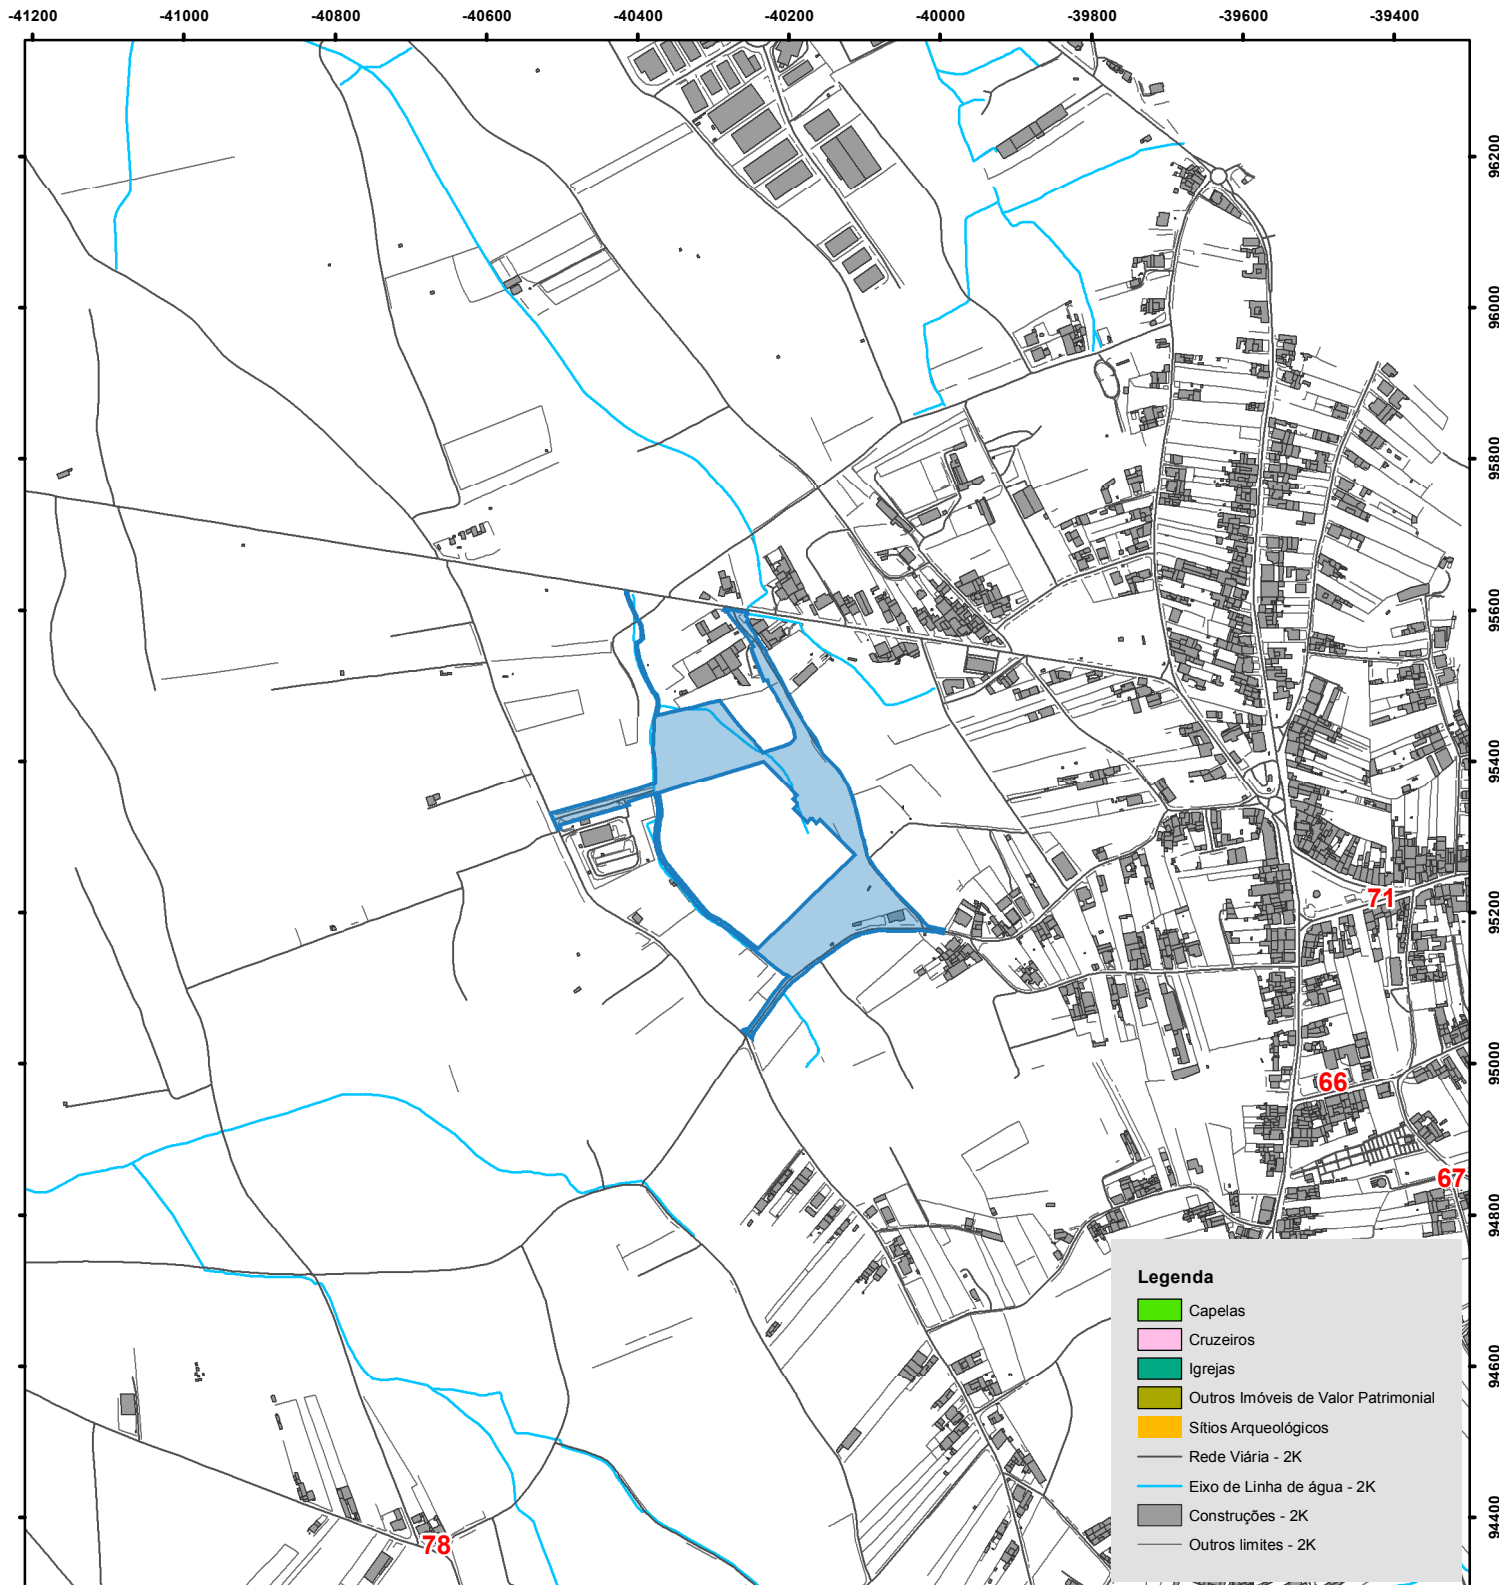 -41200 -41000 -40800 -40600 -40400 -40200 -40000 -39800 -39600 -39400
96200
96000
95800
95600
95400
71
95200
95000
66
67
94800
Legenda
Capelas
Cruzeiros
Igrejas
94600
Outros Imóveis de Valor Patrimonial
Sítios Arqueológicos
Rede Viária - 2K
Eixo de Linha de água - 2K
Construções - 2K
94400
Outros limites - 2K
78